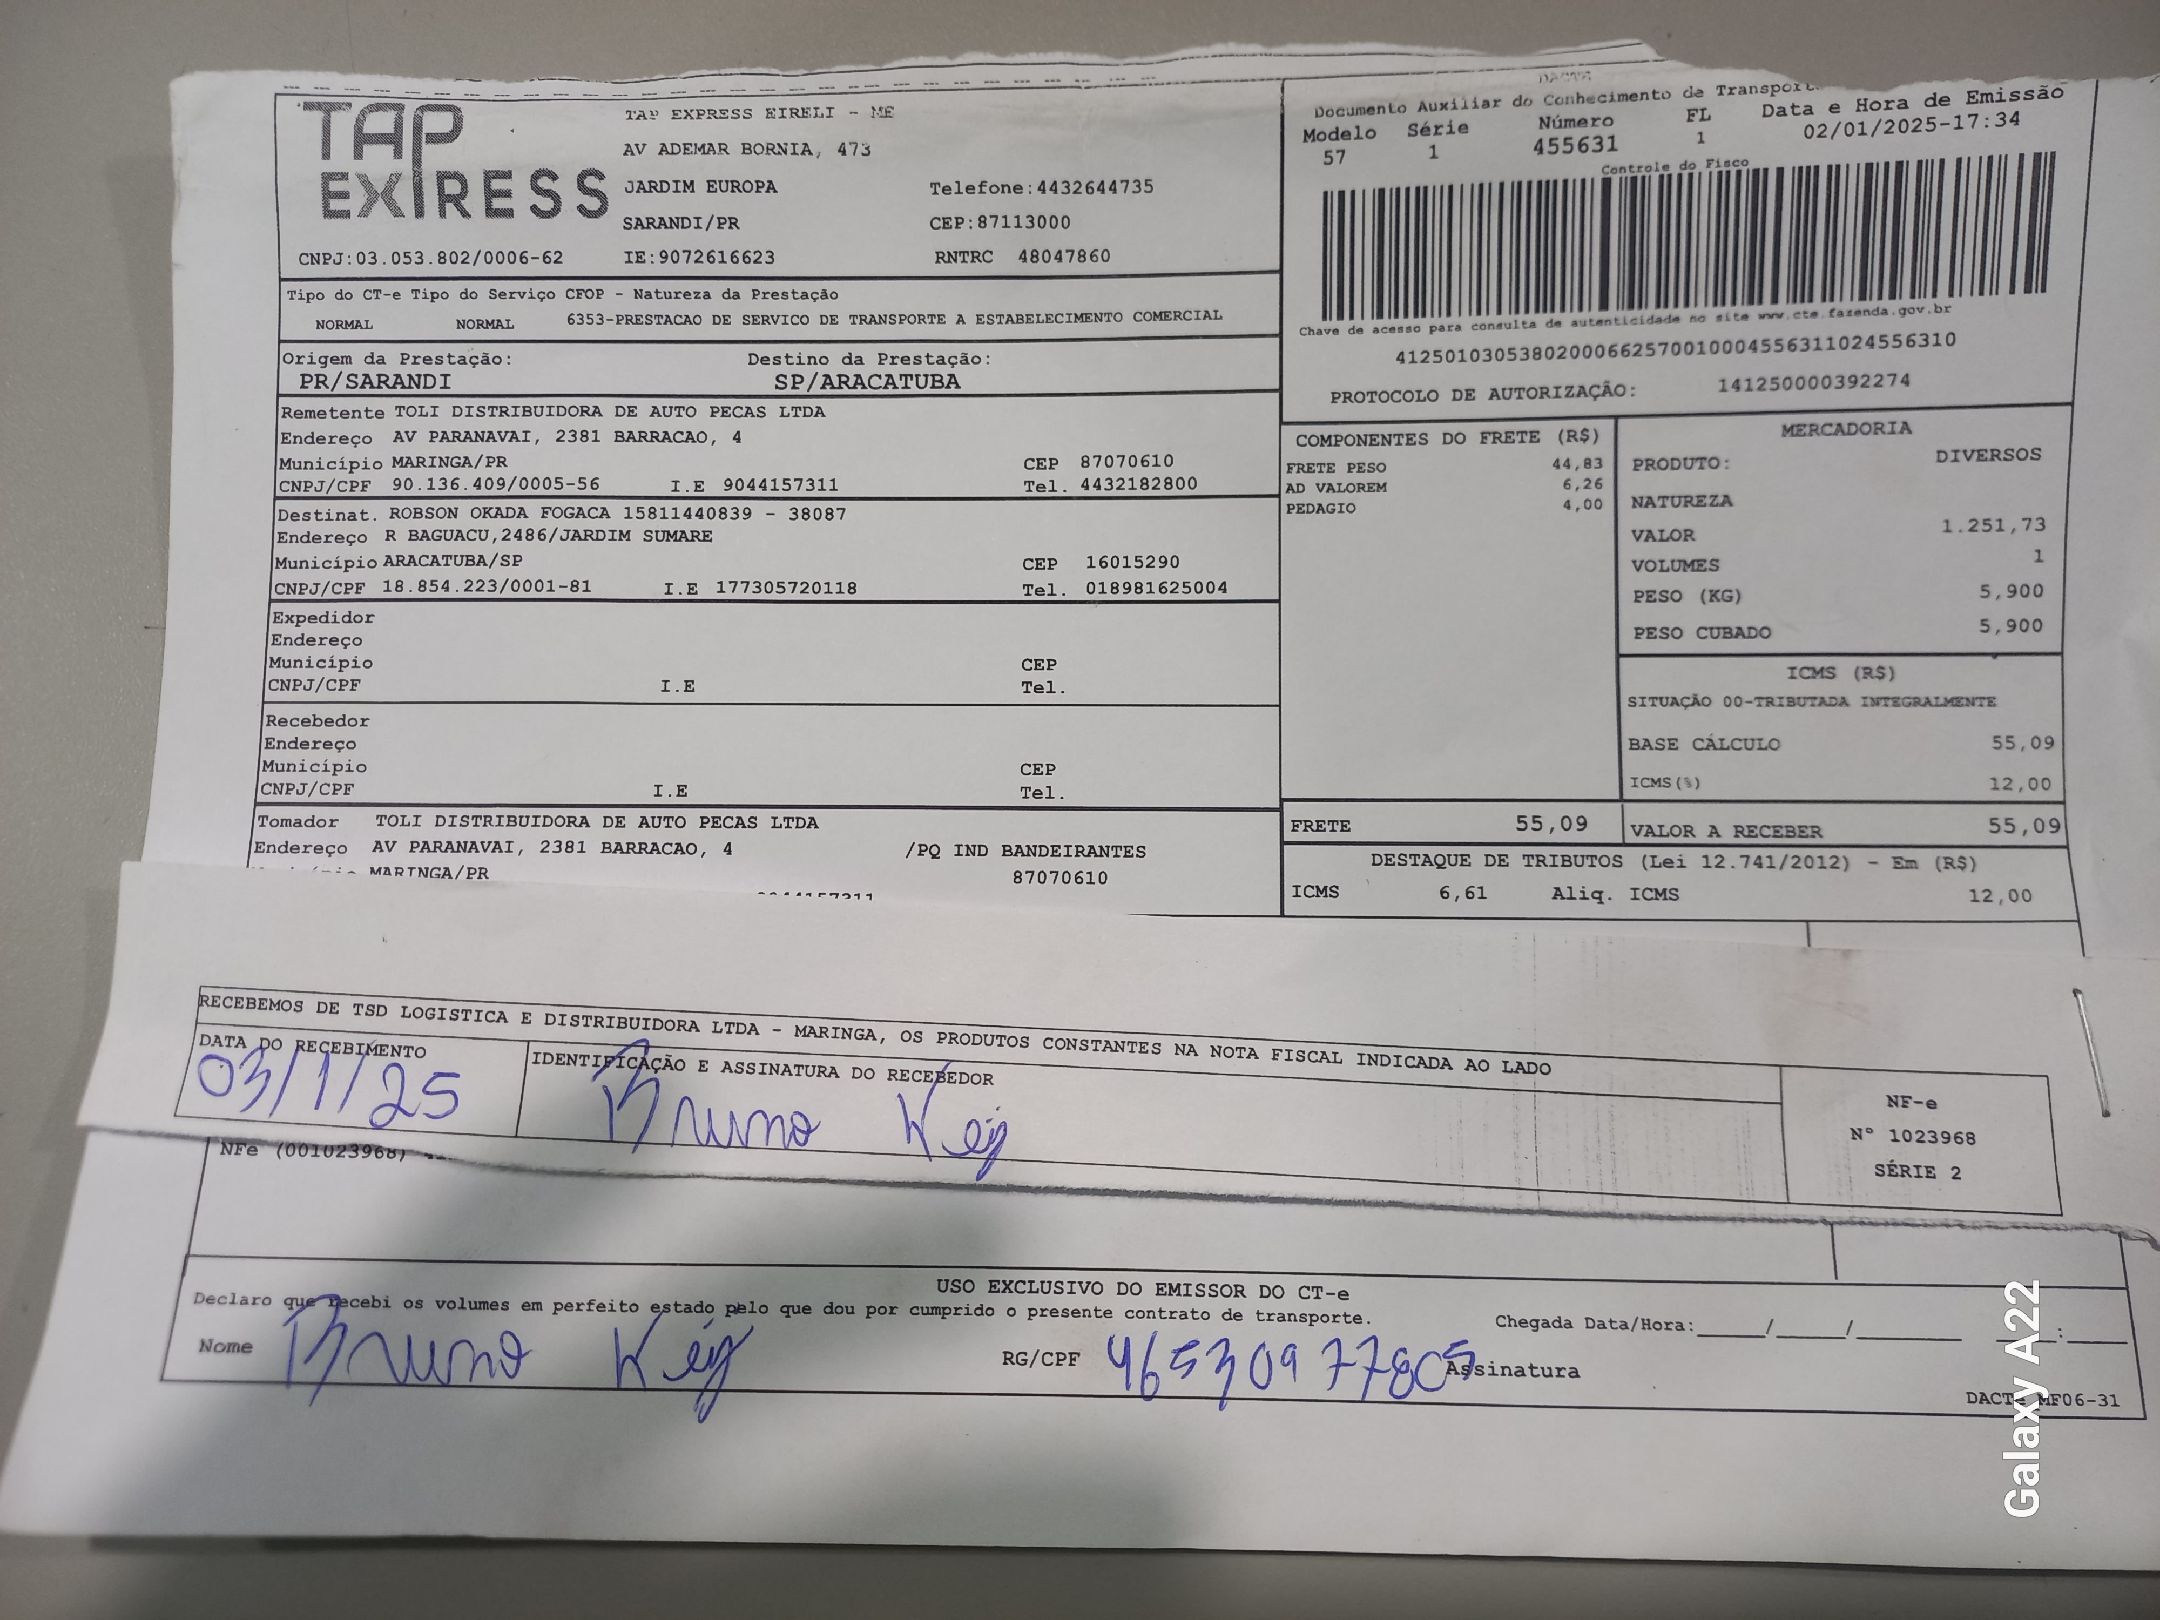 TAP
EXPRESS
TAP EXPRESS EIRELI - ME
AV ADEMAR BORNIA, 473
JARDIM EUROPA Telefone:4432644735
SARANDI/PR CEP:87113000
CNPJ:03.053.802/0006-62 IE:9072616623 RNTRC 48047860
DACTE
Documento Auxiliar do Conhecimento de
Modelo Série Número FL Data e Hora de Emissão
57 1 455631 1 02/01/2025-17:34
Controle do Fisco
Chave de acesso para consulta de autenticidade no site www.cte.fazenda.gov.br
41250103053802000662570010004556311024556310
PROTOCOLO DE AUTORIZAÇÃO: 141250000392274
Tipo do CT-e Tipo do Serviço CFOP - Natureza da Prestação
NORMAL NORMAL 6353-PRESTACAO DE SERVICO DE TRANSPORTE A ESTABELECIMENTO COMERCIAL
Origem da Prestação: Destino da Prestação:
PR/SARANDI SP/ARACATUBA
Remetente TOLI DISTRIBUIDORA DE AUTO PECAS LTDA
Endereço AV PARANAVAI, 2381 BARRACAO, 4
Município MARINGA/PR CEP 87070610
CNPJ/CPF 90.136.409/0005-56 I.E 9044157311 Tel. 4432182800
Destinat. ROBSON OKADA FOGACA 15811440839 - 38087
Endereço R BAGUACU,2486/JARDIM SUMARE
Município ARACATUBA/SP CEP 16015290
CNPJ/CPF 18.854.223/0001-81 I.E 177305720118 Tel. 018981625004
Expedidor
Endereço
Município CEP
CNPJ/CPF I.E Tel.
Recebedor
Endereço
Município CEP
CNPJ/CPF I.E Tel.
Tomador TOLI DISTRIBUIDORA DE AUTO PECAS LTDA
Endereço AV PARANAVAI, 2381 BARRACAO, 4 /PQ IND BANDEIRANTES
MARINGA/PR 87070610
COMPONENTES DO FRETE (R$)
FRETE PESO 44,83
AD VALOREM 6,26
PEDAGIO 4,00
MERCADORIA
PRODUTO: DIVERSOS
NATUREZA
VALOR 1.251,73
VOLUMES 1
PESO (KG) 5,900
PESO CUBADO 5,900
ICMS (R$)
SITUAÇÃO 00-TRIBUTADA INTEGRALMENTE
BASE CÁLCULO 55,09
ICMS(%) 12,00
FRETE 55,09 VALOR A RECEBER 55,09
DESTAQUE DE TRIBUTOS (Lei 12.741/2012) - Em (R$)
ICMS 6,61 Aliq. ICMS 12,00
RECEBEMOS DE TSD LOGISTICA E DISTRIBUIDORA LTDA - MARINGA, OS PRODUTOS CONSTANTES NA NOTA FISCAL INDICADA AO LADO
DATA DO RECEBIMENTO IDENTIFICAÇÃO E ASSINATURA DO RECEBEDOR
03/1/25 Bruno Key
NF-e
Nº 1023968
SÉRIE 2
NFe (001023968)
USO EXCLUSIVO DO EMISSOR DO CT-e
Declaro que recebi os volumes em perfeito estado pelo que dou por cumprido o presente contrato de transporte.
Chegada Data/Hora:_____/_____/________ ____:____
Nome Bruno Key RG/CPF 46530977805 Assinatura
DACTE MF06-31
Galaxy A22